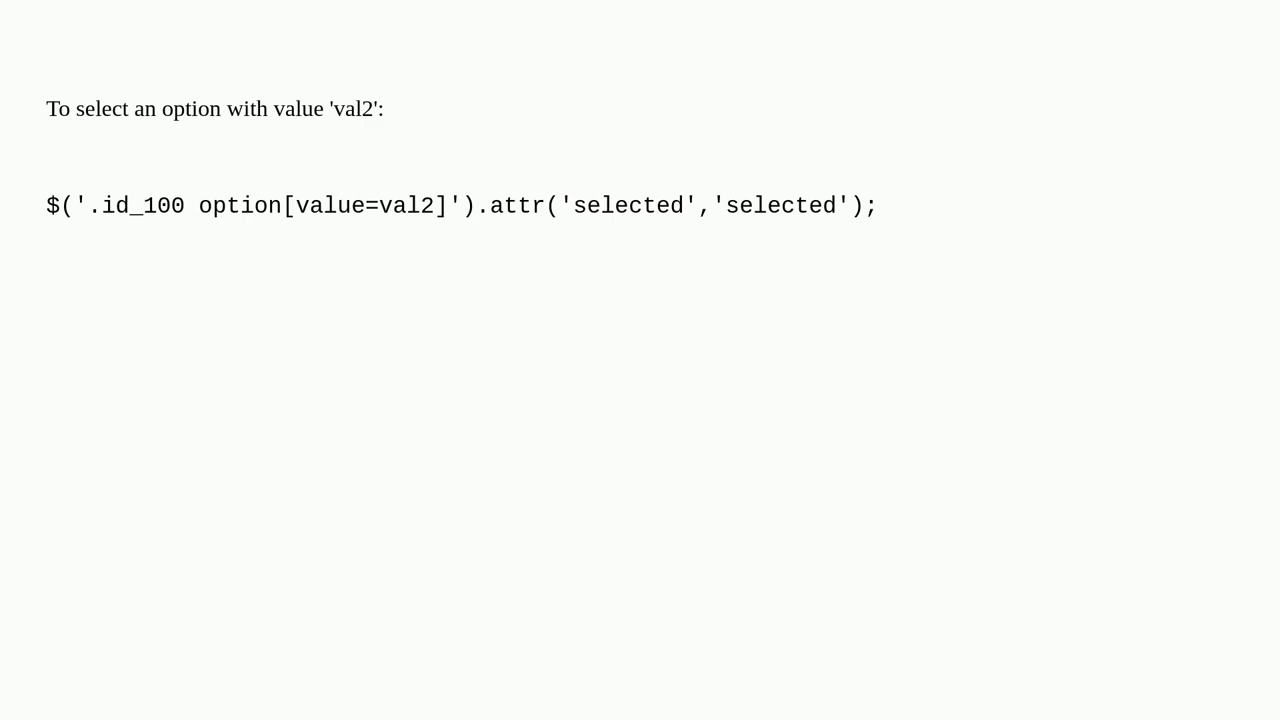 To select an option with value 'val2':
$('.id_100 option[value=val2]').attr('selected','selected');